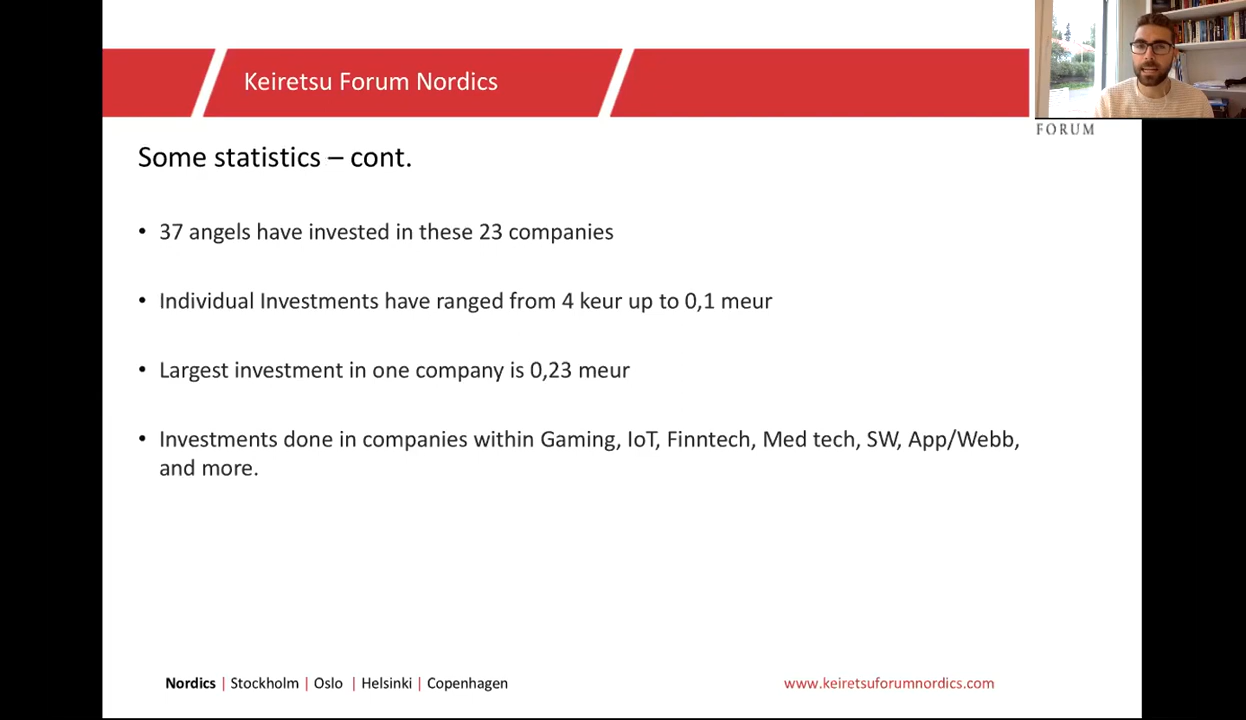 Keiretsu Forum Nordics
FORUM
Some statistics – cont.
• 37 angels have invested in these 23 companies
• Individual Investments have ranged from 4 keur up to 0,1 meur
• Largest investment in one company is 0,23 meur
• Investments done in companies within Gaming, IoT, Finntech, Med tech, SW, App/Webb,
and more.
Nordics | Stockholm | Oslo | Helsinki | Copenhagen
www.keiretsuforumnordics.com